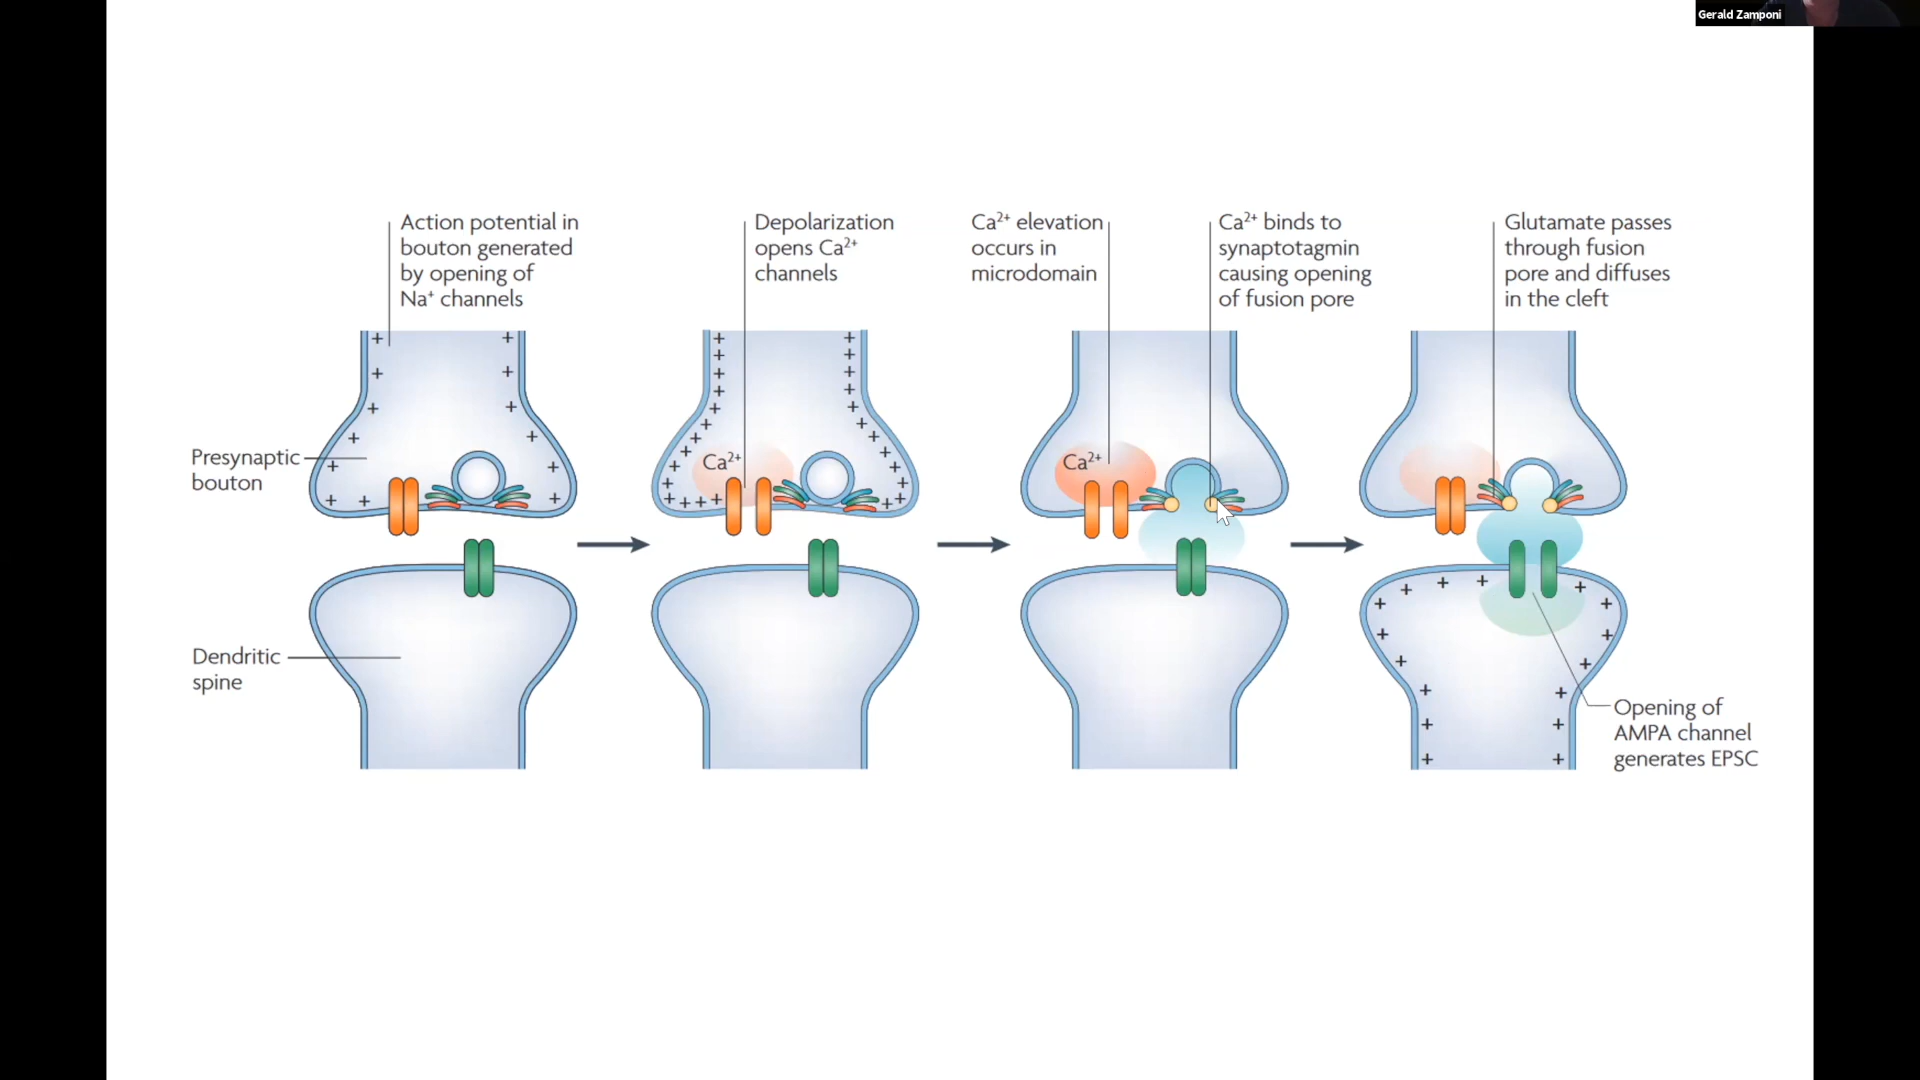 Gerald Zamponi
Action potential in
bouton generated
by opening of
Na⁺ channels
Depolarization
opens Ca²⁺
channels
Ca²⁺ elevation
occurs in
microdomain
Ca²⁺ binds to
synaptotagmin
causing opening
of fusion pore
Glutamate passes
through fusion
pore and diffuses
in the cleft
Presynaptic
bouton
Ca²⁺
Ca²⁺
Dendritic
spine
Opening of
AMPA channel
generates EPSC